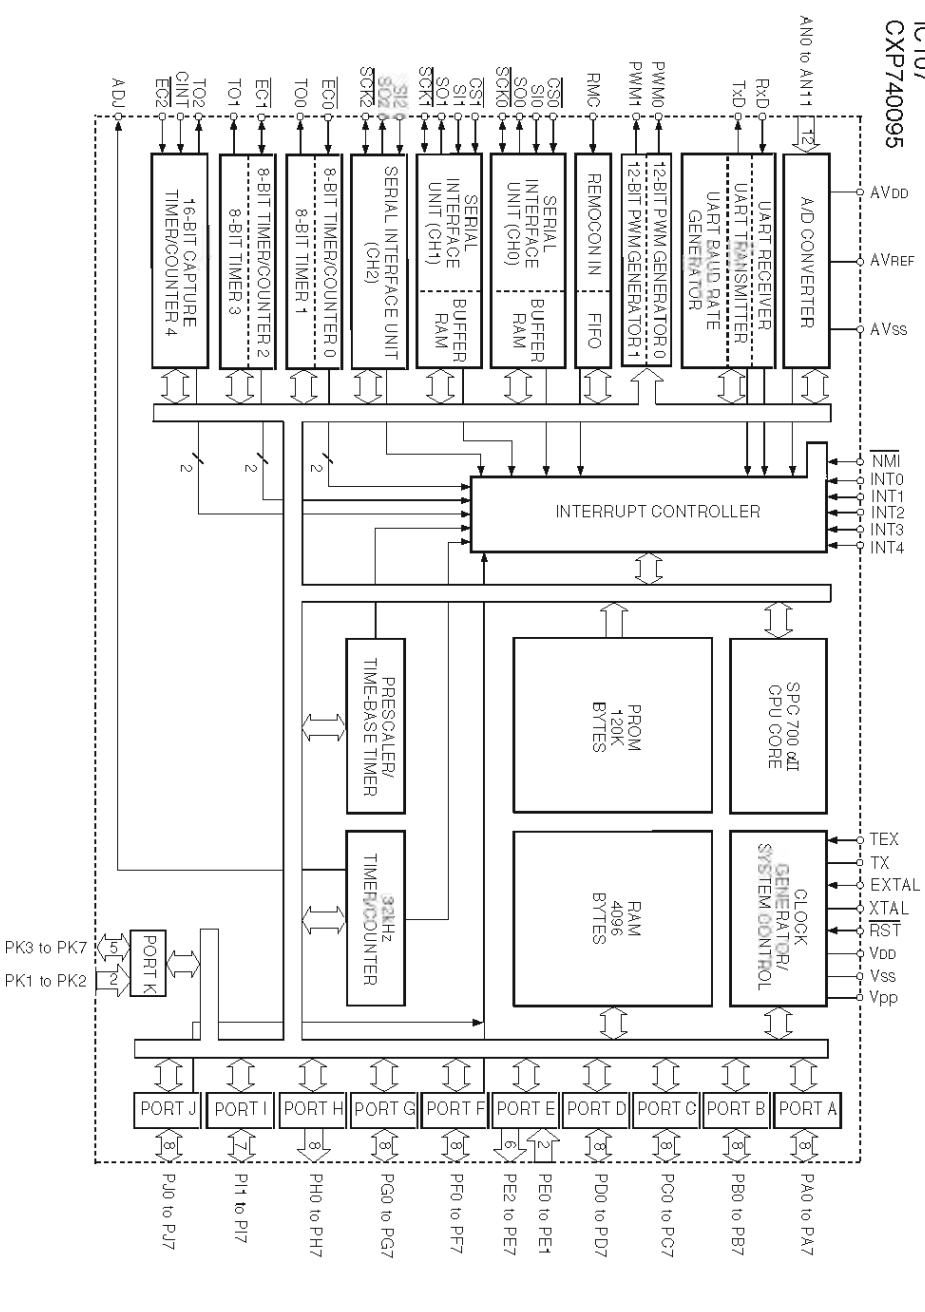 IC107
CXP740095
AN0 to AN11
12
RxD
TxD
PWM0
PWM1
RMC
CS0
SI0
SO0
SCK0
CS1
SI1
SO1
SCK1
SI2
SO2
SCK2
EC0
TO0
EC1
TO1
TO2
CINT
EC2
ADJ
A/D CONVERTER
UART RECEIVER
UART TRANSMITTER
UART BAUD RATE
GENERATOR
12-BIT PWM GENERATOR 0
12-BIT PWM GENERATOR 1
REMOCON IN
FIFO
SERIAL
INTERFACE
UNIT (CH0)
BUFFER
RAM
SERIAL
INTERFACE
UNIT (CH1)
BUFFER
RAM
SERIAL INTERFACE UNIT
(CH2)
8-BIT TIMER/COUNTER 0
8-BIT TIMER 1
8-BIT TIMER/COUNTER 2
8-BIT TIMER 3
16-BIT CAPTURE
TIMER/COUNTER 4
AVDD
AVREF
AVSS
2
2
2
NMI
INT0
INT1
INT2
INT3
INT4
INTERRUPT CONTROLLER
PRESCALER/
TIME-BASE TIMER
PROM
120K
BYTES
SPC 700 αII
CPU CORE
32kHz
TIMER/COUNTER
RAM
4096
BYTES
CLOCK
GENERATOR/
SYSTEM CONTROL
TEX
TX
EXTAL
XTAL
RST
VDD
VSS
Vpp
PK3 to PK7
5
PK1 to PK2
2
PORT K
PORT J
PORT I
PORT H
PORT G
PORT F
PORT E
PORT D
PORT C
PORT B
PORT A
8
7
8
8
8
6
2
8
8
8
8
PJ0 to PJ7
PI1 to PI7
PH0 to PH7
PG0 to PG7
PF0 to PF7
PE2 to PE7
PE0 to PE1
PD0 to PD7
PC0 to PC7
PB0 to PB7
PA0 to PA7